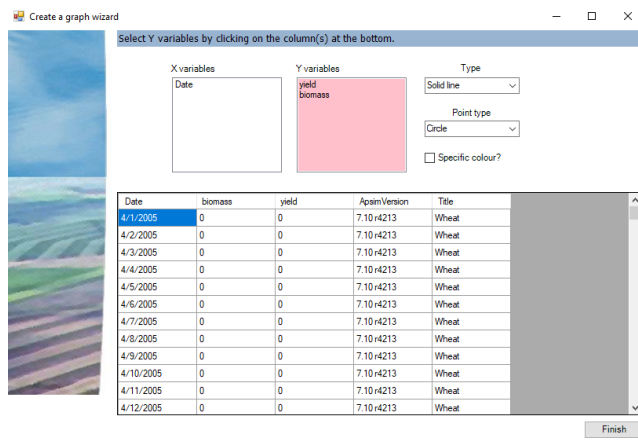 Create a graph wizard
Select Y variables by clicking on the column(s) at the bottom.
X variables Y variables Type
Date yield Solid line
biomass
Point type
Circle
Specific colour?
Date biomass yield ApsimVersion Title
4/1/2005 0 0 7.10 r4213 Wheat
4/2/2005 0 0 7.10 r4213 Wheat
4/3/2005 0 0 7.10 r4213 Wheat
4/4/2005 0 0 7.10 r4213 Wheat
4/5/2005 0 0 7.10 r4213 Wheat
4/6/2005 0 0 7.10 r4213 Wheat
4/7/2005 0 0 7.10 r4213 Wheat
4/8/2005 0 0 7.10 r4213 Wheat
4/9/2005 0 0 7.10 r4213 Wheat
4/10/2005 0 0 7.10 r4213 Wheat
4/11/2005 0 0 7.10 r4213 Wheat
4/12/2005 0 0 7.10 r4213 Wheat
Finish